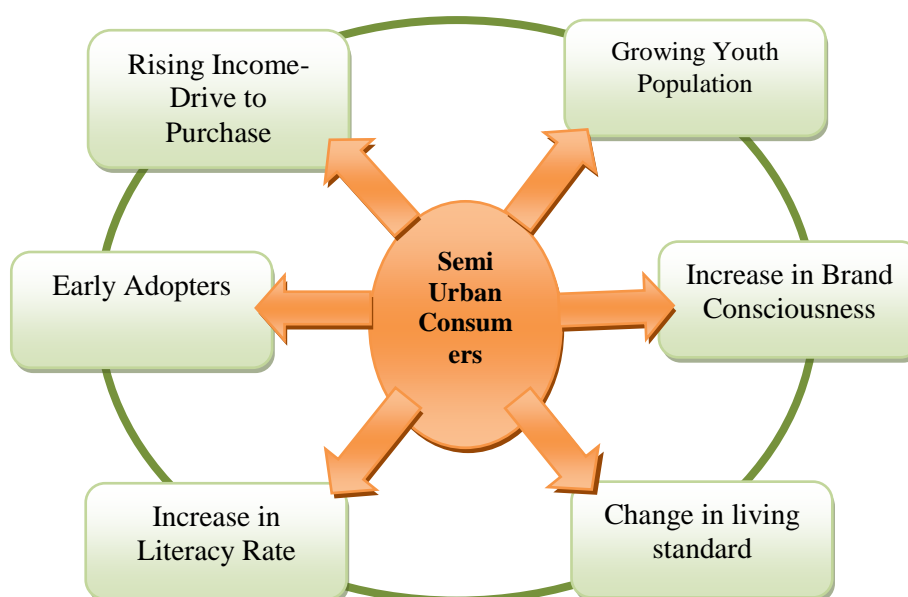 Rising Income-
Drive to
Purchase
Growing Youth
Population
Early Adopters
Semi
Urban
Consum
ers
Increase in Brand
Consciousness
Increase in
Literacy Rate
Change in living
standard